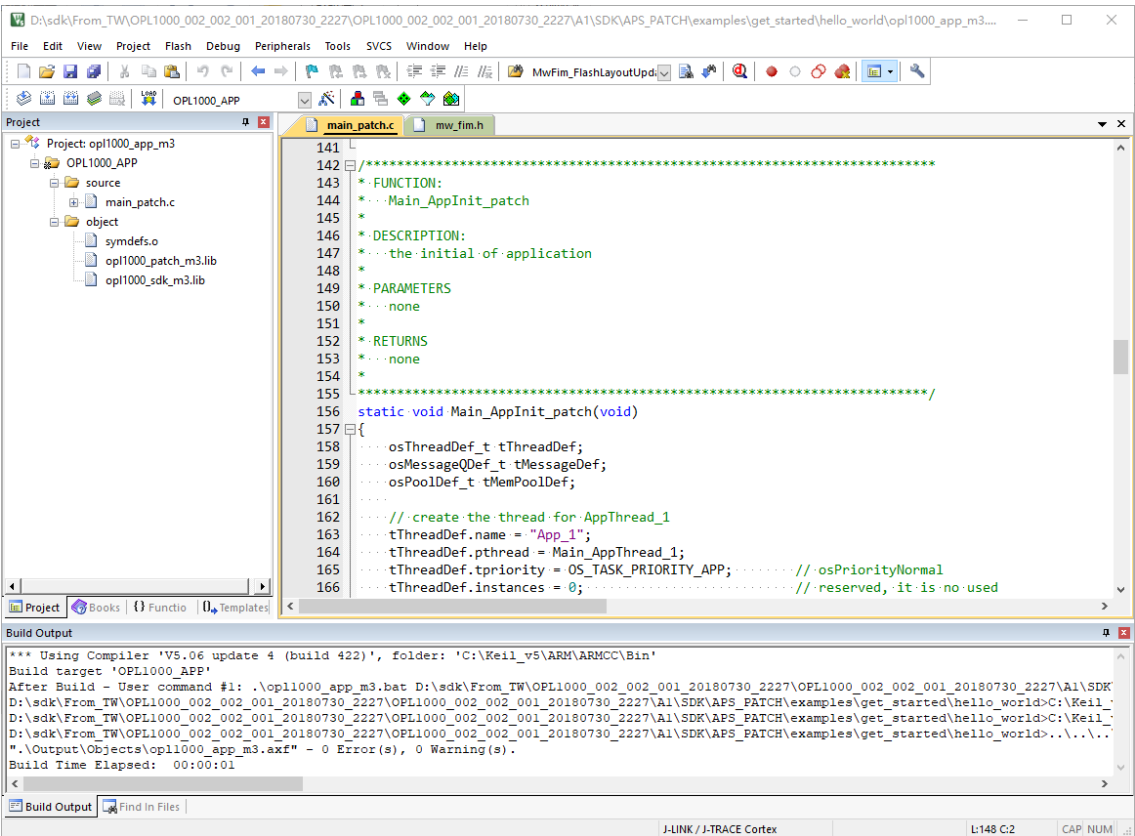 D:\sdk\From_TW\OPL1000_002_002_001_20180730_2227\OPL1000_002_002_001_20180730_2227\A1\SDK\APS_PATCH\examples\get_started\hello_world\opl1000_app_m3....
File Edit View Project Flash Debug Peripherals Tools SVCS Window Help
MwFim_FlashLayoutUpd
LOAD OPL1000_APP
Project
main_patch.c mw_fim.h
Project: opl1000_app_m3
OPL1000_APP
source
main_patch.c
object
symdefs.o
opl1000_patch_m3.lib
opl1000_sdk_m3.lib
Project Books {} Functio Templates
141
142 /*************************************************************************
143 * FUNCTION:
144 *   Main_AppInit_patch
145 *
146 * DESCRIPTION:
147 *   the initial of application
148 *
149 * PARAMETERS
150 *   none
151 *
152 * RETURNS
153 *   none
154 *
155 *************************************************************************/
156 static void Main_AppInit_patch(void)
157 {
158     osThreadDef_t tThreadDef;
159     osMessageQDef_t tMessageDef;
160     osPoolDef_t tMemPoolDef;
161
162     // create the thread for AppThread_1
163     tThreadDef.name = "App_1";
164     tThreadDef.pthread = Main_AppThread_1;
165     tThreadDef.tpriority = OS_TASK_PRIORITY_APP;        // osPriorityNormal
166     tThreadDef.instances = 0;                           // reserved, it is no used
Build Output
*** Using Compiler 'V5.06 update 4 (build 422)', folder: 'C:\Keil_v5\ARM\ARMCC\Bin'
Build target 'OPL1000_APP'
After Build - User command #1: .\opl1000_app_m3.bat D:\sdk\From_TW\OPL1000_002_002_001_20180730_2227\OPL1000_002_002_001_20180730_2227\A1\SDK
D:\sdk\From_TW\OPL1000_002_002_001_20180730_2227\OPL1000_002_002_001_20180730_2227\A1\SDK\APS_PATCH\examples\get_started\hello_world>C:\Keil_
D:\sdk\From_TW\OPL1000_002_002_001_20180730_2227\OPL1000_002_002_001_20180730_2227\A1\SDK\APS_PATCH\examples\get_started\hello_world>C:\Keil_
D:\sdk\From_TW\OPL1000_002_002_001_20180730_2227\OPL1000_002_002_001_20180730_2227\A1\SDK\APS_PATCH\examples\get_started\hello_world>..\..\..
".\Output\Objects\opl1000_app_m3.axf" - 0 Error(s), 0 Warning(s).
Build Time Elapsed:  00:00:01
Build Output Find In Files
J-LINK / J-TRACE Cortex L:148 C:2 CAP NUM